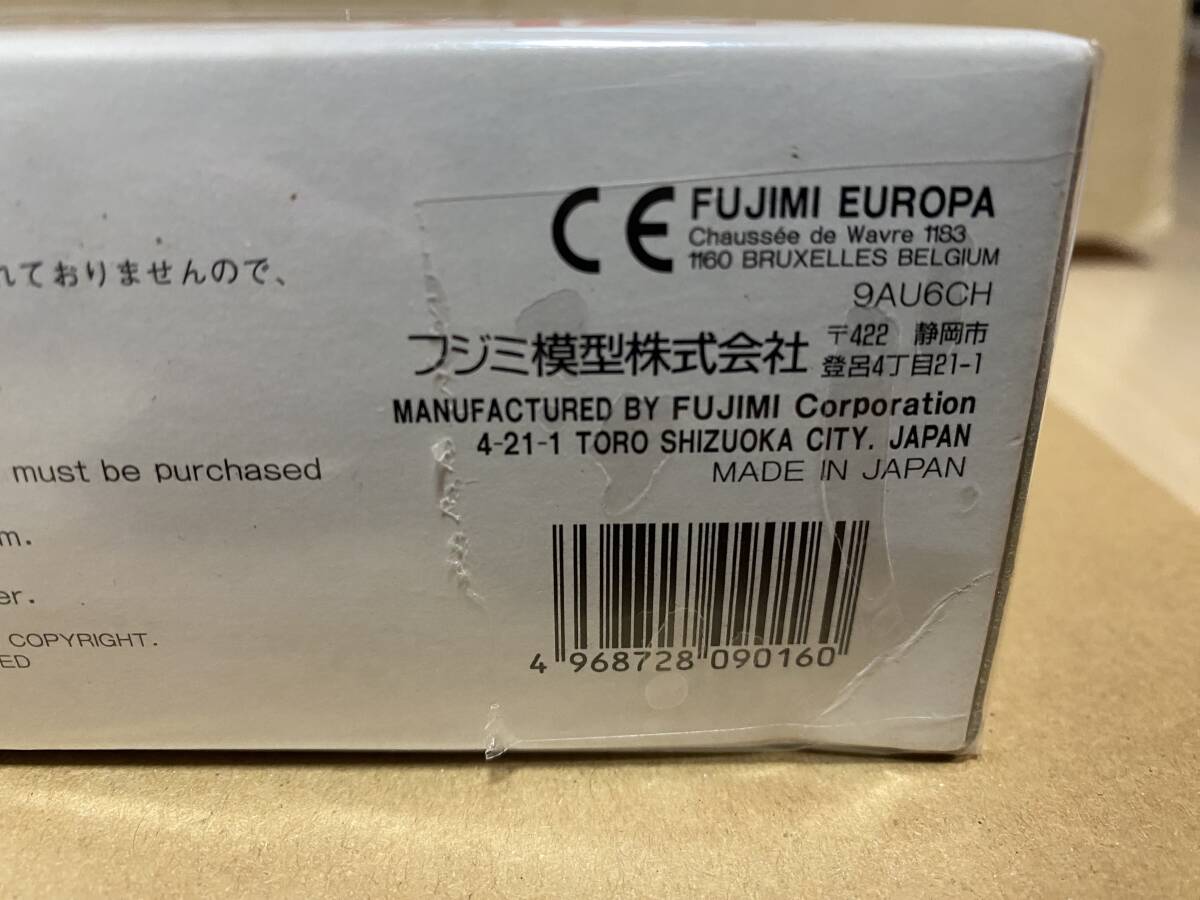 れておりませんので、
must be purchased
m.
er.
COPYRIGHT.
ED
CE FUJIMI EUROPA
Chaussée de Wavre 1183
1160 BRUXELLES BELGIUM
9AU6CH
フジミ模型株式会社 〒422 静岡市
登呂4丁目21-1
MANUFACTURED BY FUJIMI Corporation
4-21-1 TORO SHIZUOKA CITY. JAPAN
MADE IN JAPAN
4 968728 090160